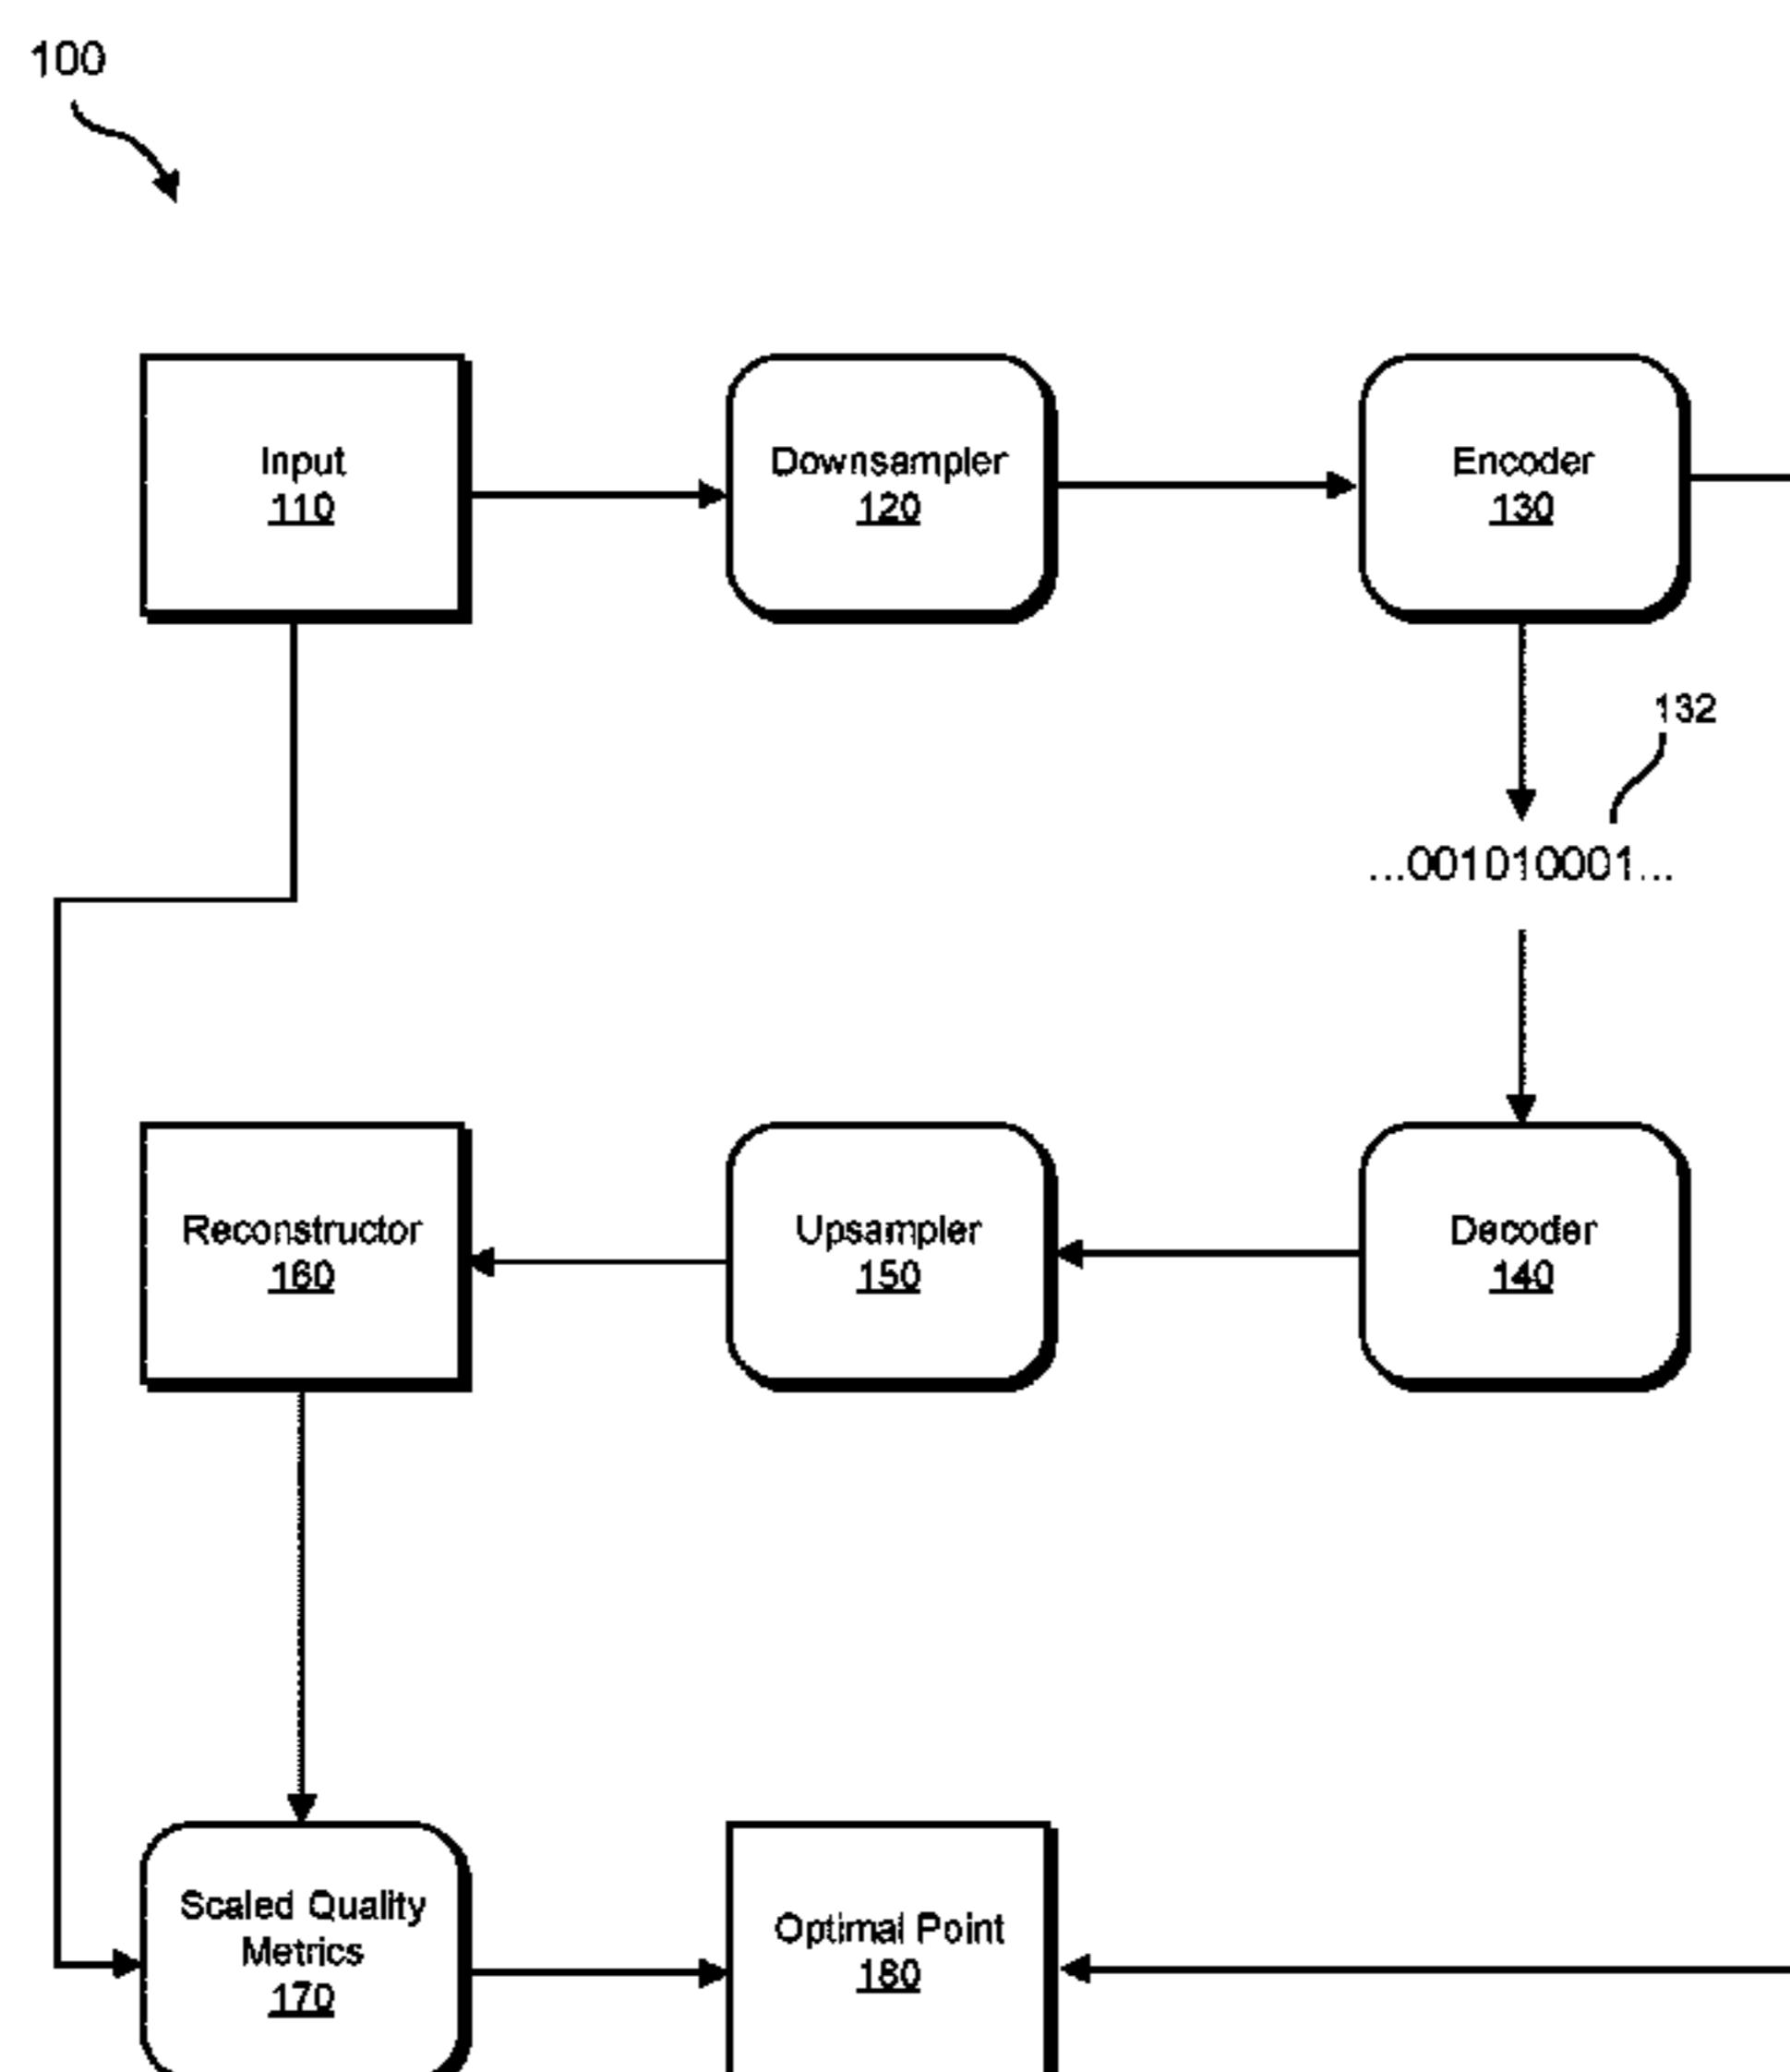 100
Input
110
Downsampler
120
Encoder
130
132
...001010001...
Reconstructor
160
Upsampler
150
Decoder
140
Scaled Quality
Metrics
170
Optimal Point
180